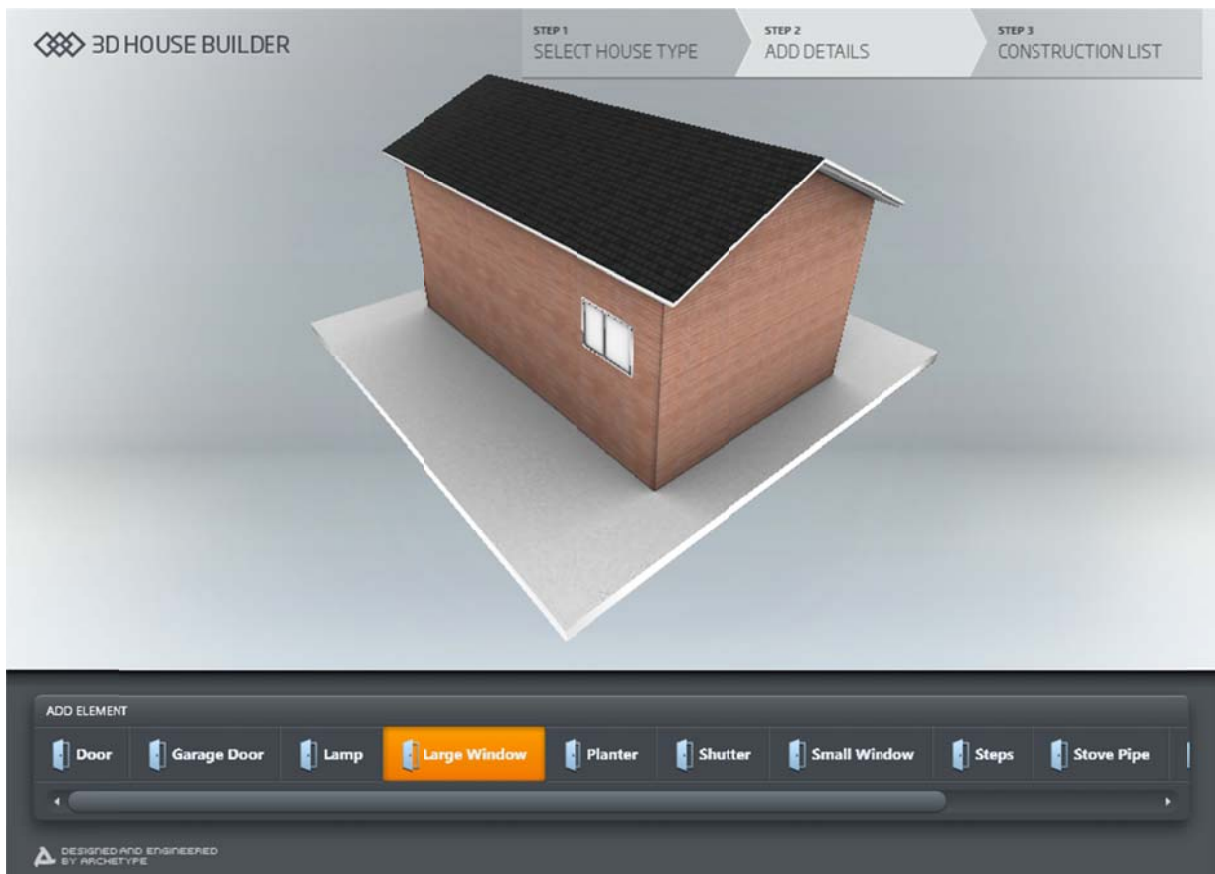 3D HOUSE BUILDER
STEP 1
SELECT HOUSE TYPE
STEP 2
ADD DETAILS
STEP 3
CONSTRUCTION LIST
ADD ELEMENT
Door
Garage Door
Lamp
Large Window
Planter
Shutter
Small Window
Steps
Stove Pipe
DESIGNED AND ENGINEERED
BY ARCHETYPE